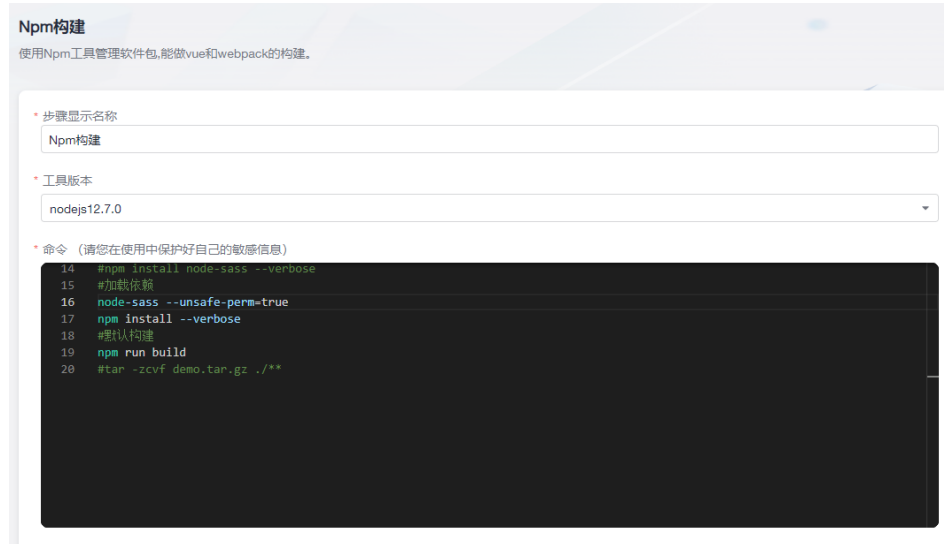 Npm构建
使用Npm工具管理软件包,能做vue和webpack的构建。
* 步骤显示名称
Npm构建
* 工具版本
nodejs12.7.0
* 命令 （请您在使用中保护好自己的敏感信息）
14 #npm install node-sass --verbose
15 #加载依赖
16 node-sass --unsafe-perm=true
17 npm install --verbose
18 #默认构建
19 npm run build
20 #tar -zcvf demo.tar.gz ./**